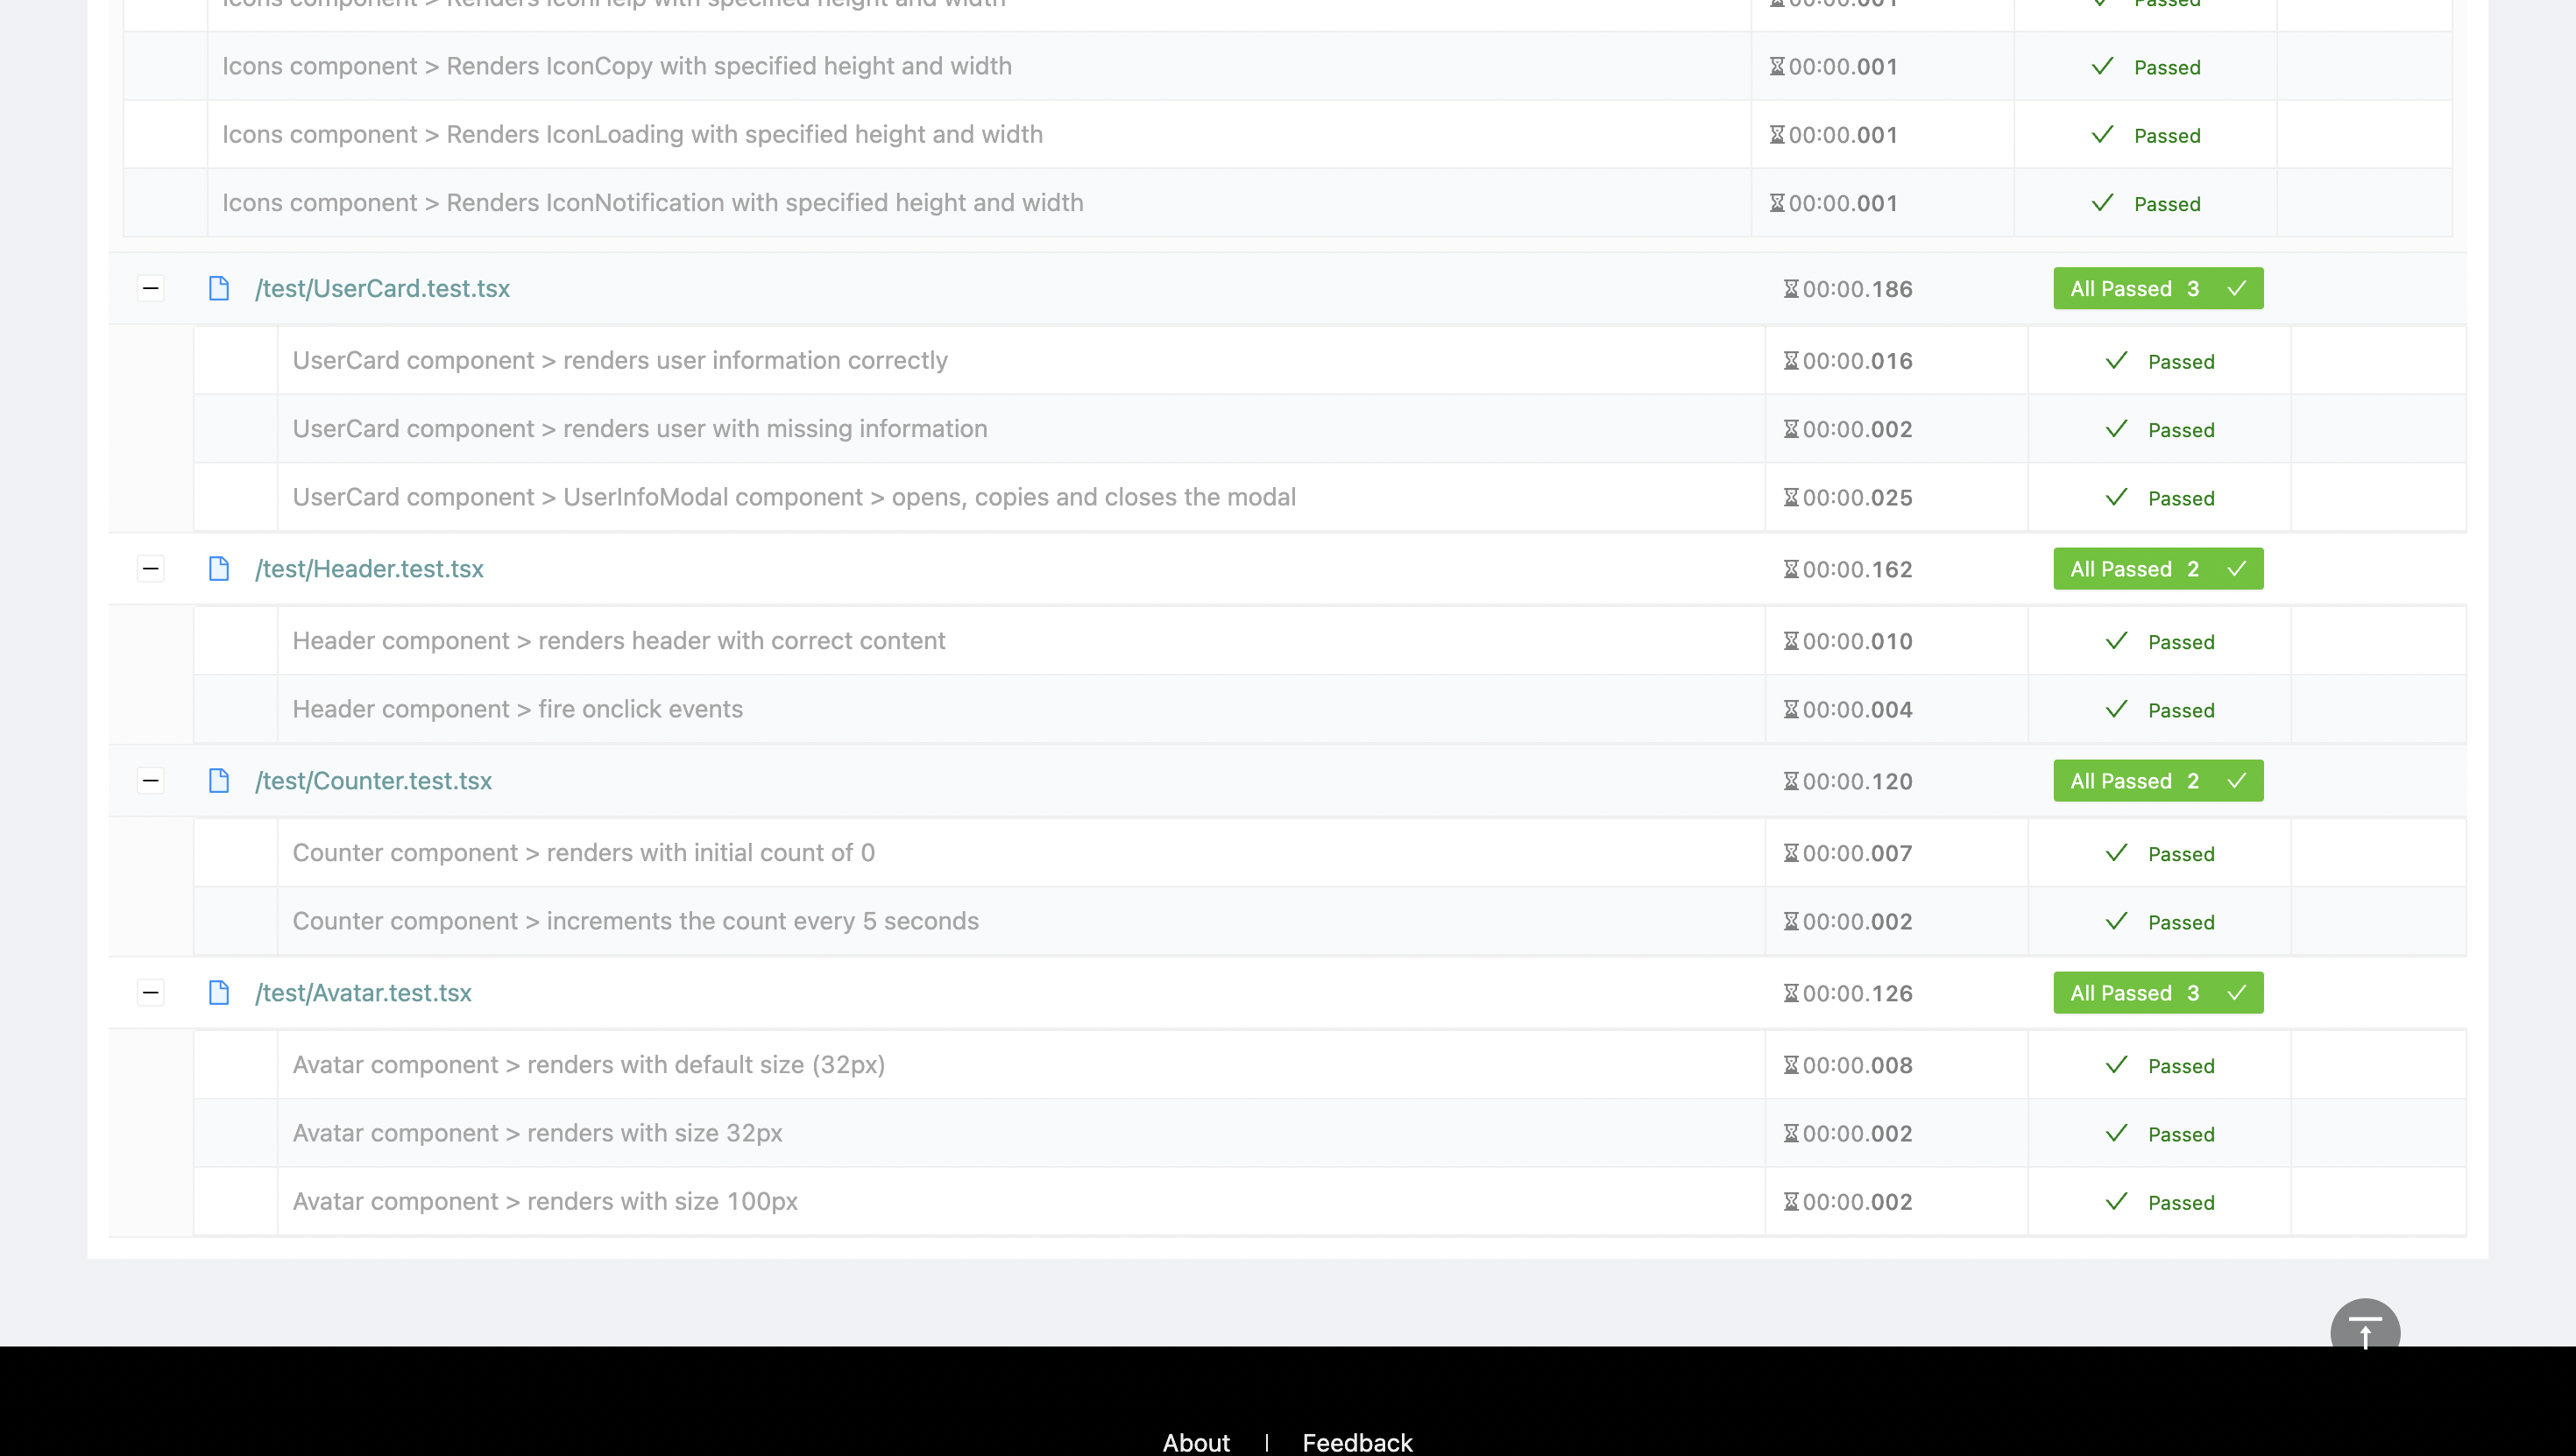 Icons component > Renders IconHelp with specified height and width 00:00.001 Passed
Icons component > Renders IconCopy with specified height and width 00:00.001 Passed
Icons component > Renders IconLoading with specified height and width 00:00.001 Passed
Icons component > Renders IconNotification with specified height and width 00:00.001 Passed
/test/UserCard.test.tsx 00:00.186 All Passed 3
UserCard component > renders user information correctly 00:00.016 Passed
UserCard component > renders user with missing information 00:00.002 Passed
UserCard component > UserInfoModal component > opens, copies and closes the modal 00:00.025 Passed
/test/Header.test.tsx 00:00.162 All Passed 2
Header component > renders header with correct content 00:00.010 Passed
Header component > fire onclick events 00:00.004 Passed
/test/Counter.test.tsx 00:00.120 All Passed 2
Counter component > renders with initial count of 0 00:00.007 Passed
Counter component > increments the count every 5 seconds 00:00.002 Passed
/test/Avatar.test.tsx 00:00.126 All Passed 3
Avatar component > renders with default size (32px) 00:00.008 Passed
Avatar component > renders with size 32px 00:00.002 Passed
Avatar component > renders with size 100px 00:00.002 Passed
About | Feedback